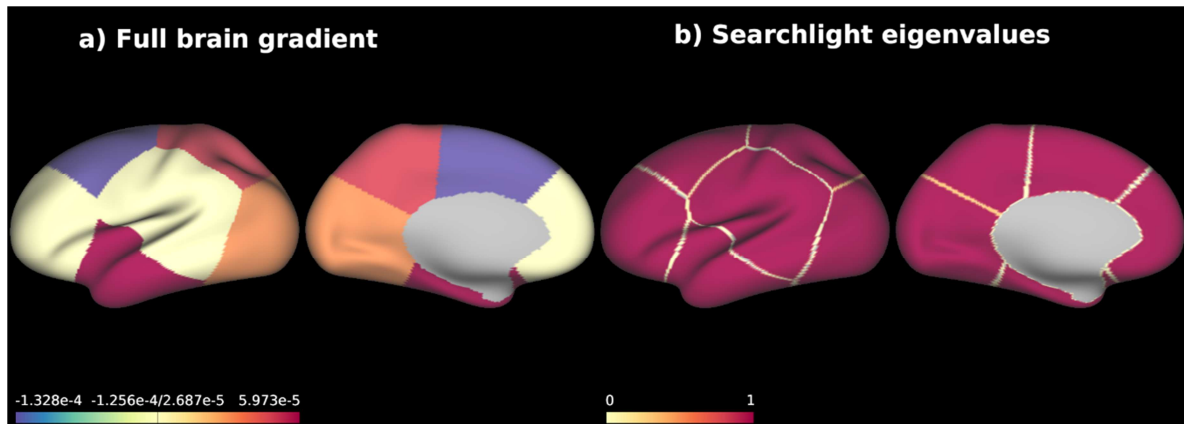 a) Full brain gradient
b) Searchlight eigenvalues
-1.328e-4 -1.256e-4/2.687e-5 5.973e-5
0 1